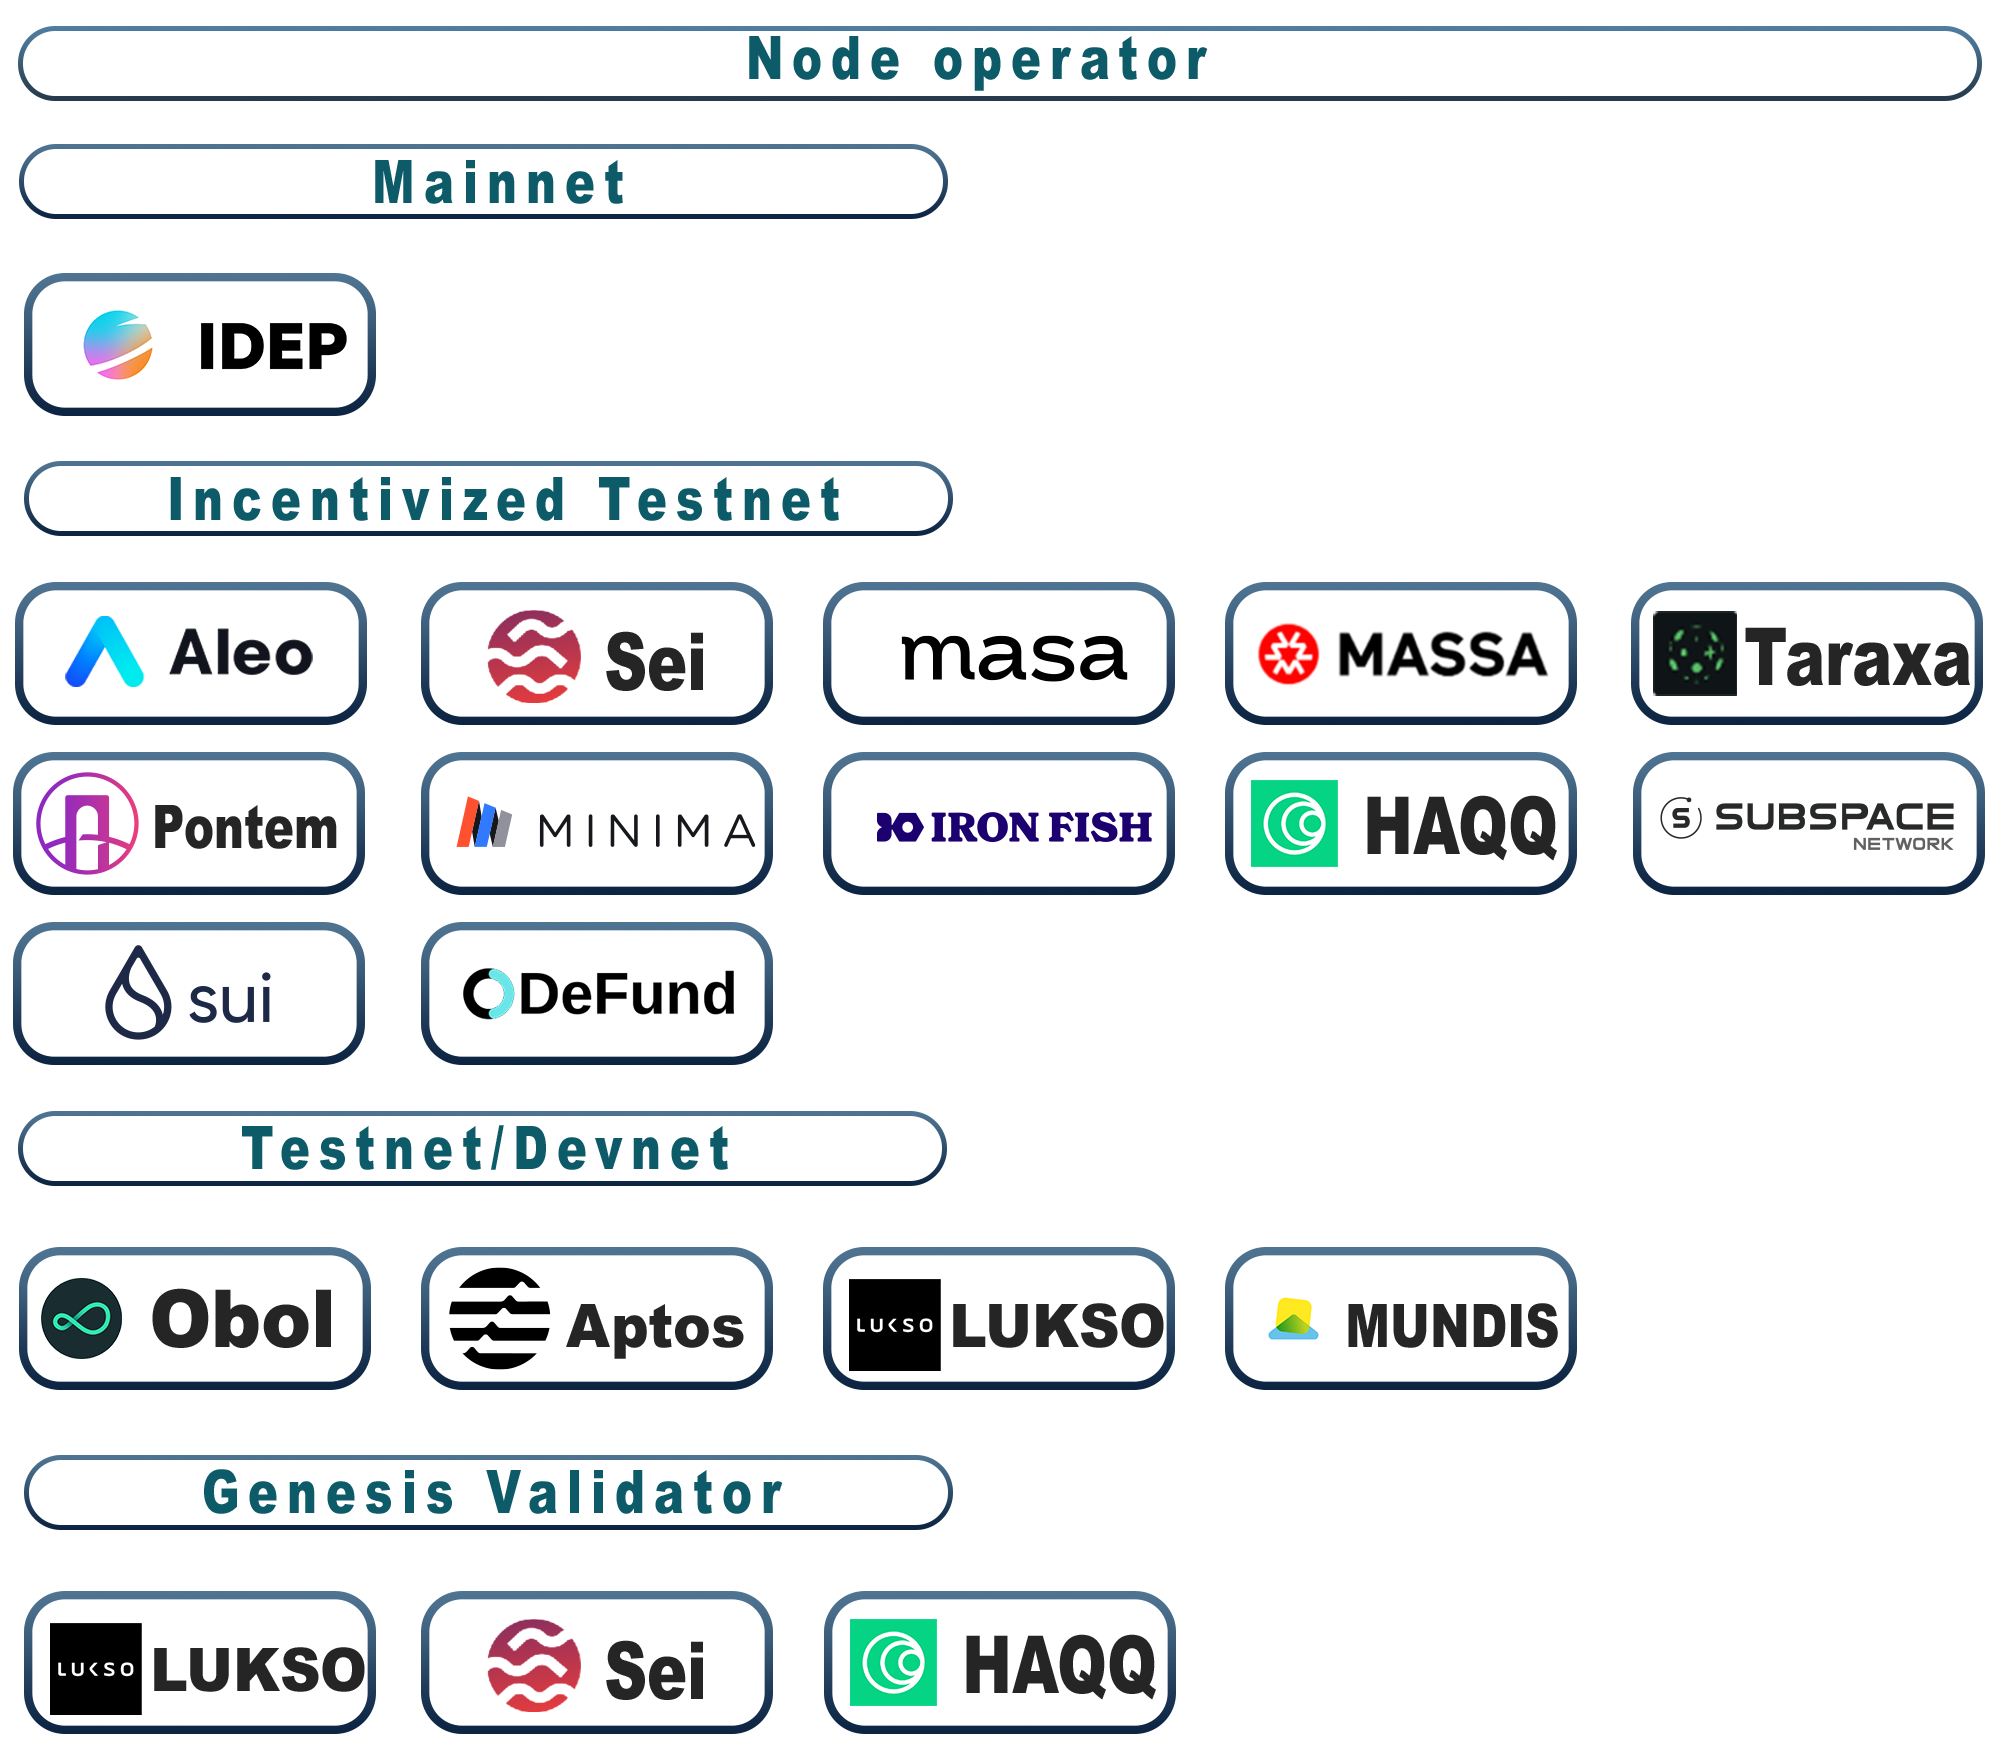 Node operator
Mainnet
IDEP
Incentivized Testnet
Aleo
Sei
masa
MASSA
Taraxa
Pontem
MINIMA
IRON FISH
HAQQ
S SUBSPACE
NETWORK
sui
DeFund
Testnet/Devnet
Obol
Aptos
LUKSO LUKSO
MUNDIS
Genesis Validator
LUKSO LUKSO
Sei
HAQQ